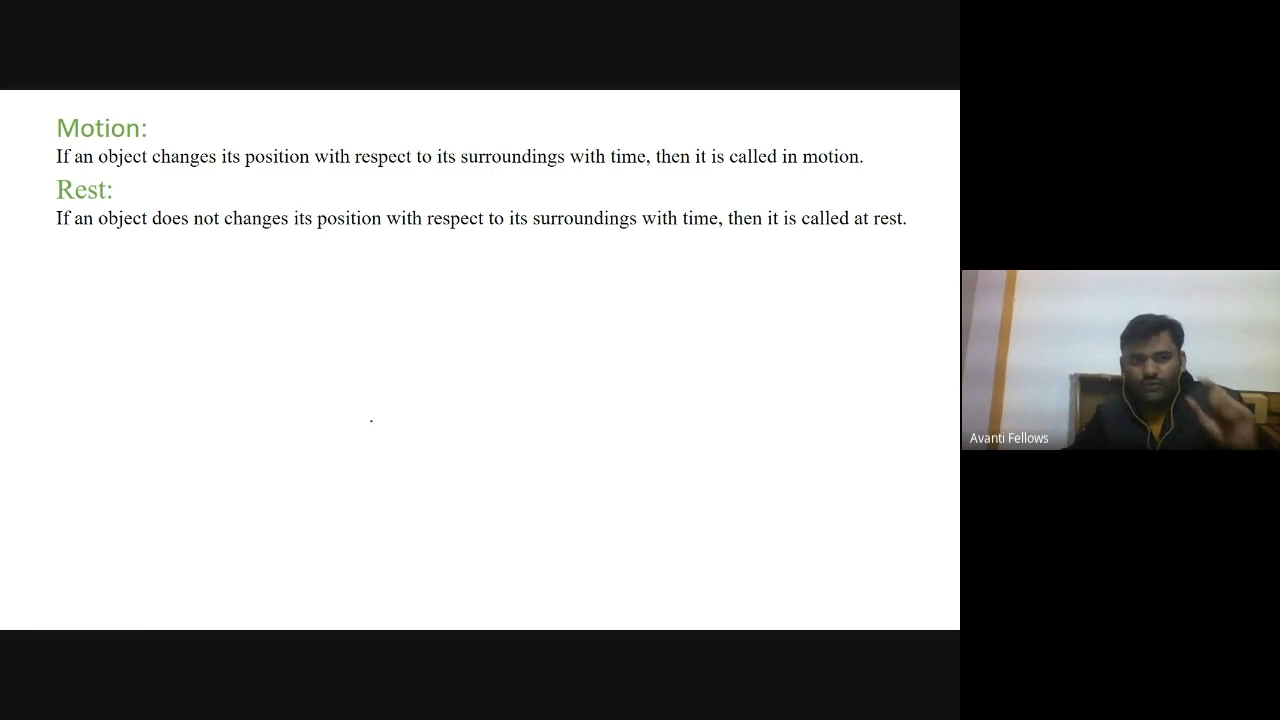 Motion:
If an object changes its position with respect to its surroundings with time, then it is called in motion.
Rest:
If an object does not changes its position with respect to its surroundings with time, then it is called at rest.
Avanti Fellows